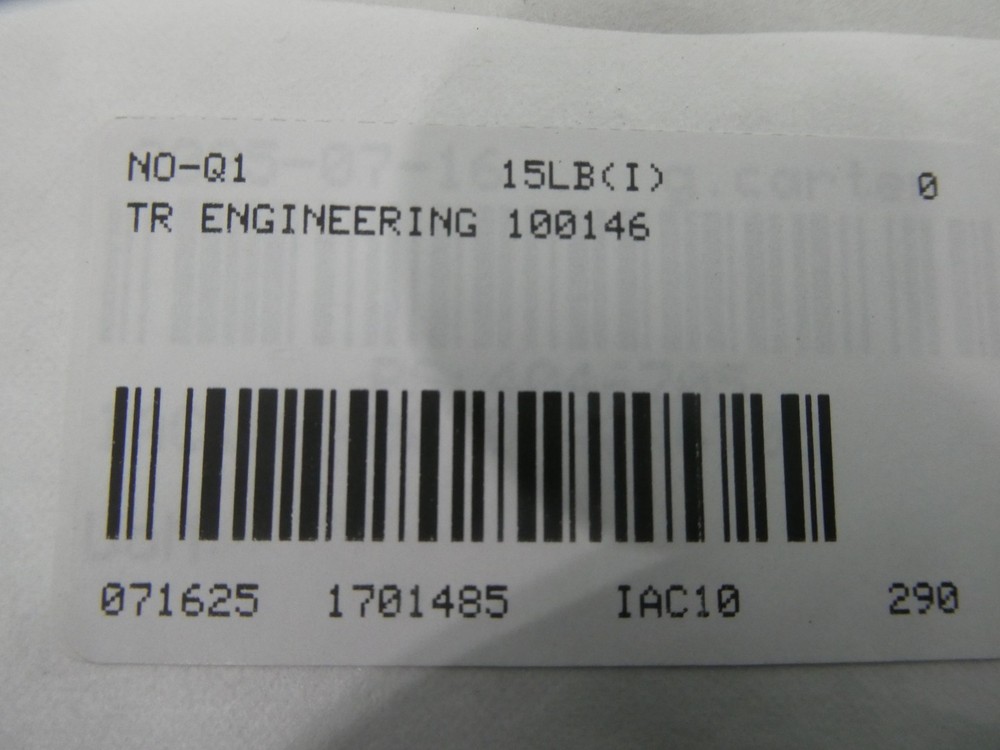 NO-Q1 15LB(I) 0
TR ENGINEERING 100146
071625 1701485 IAC10 290